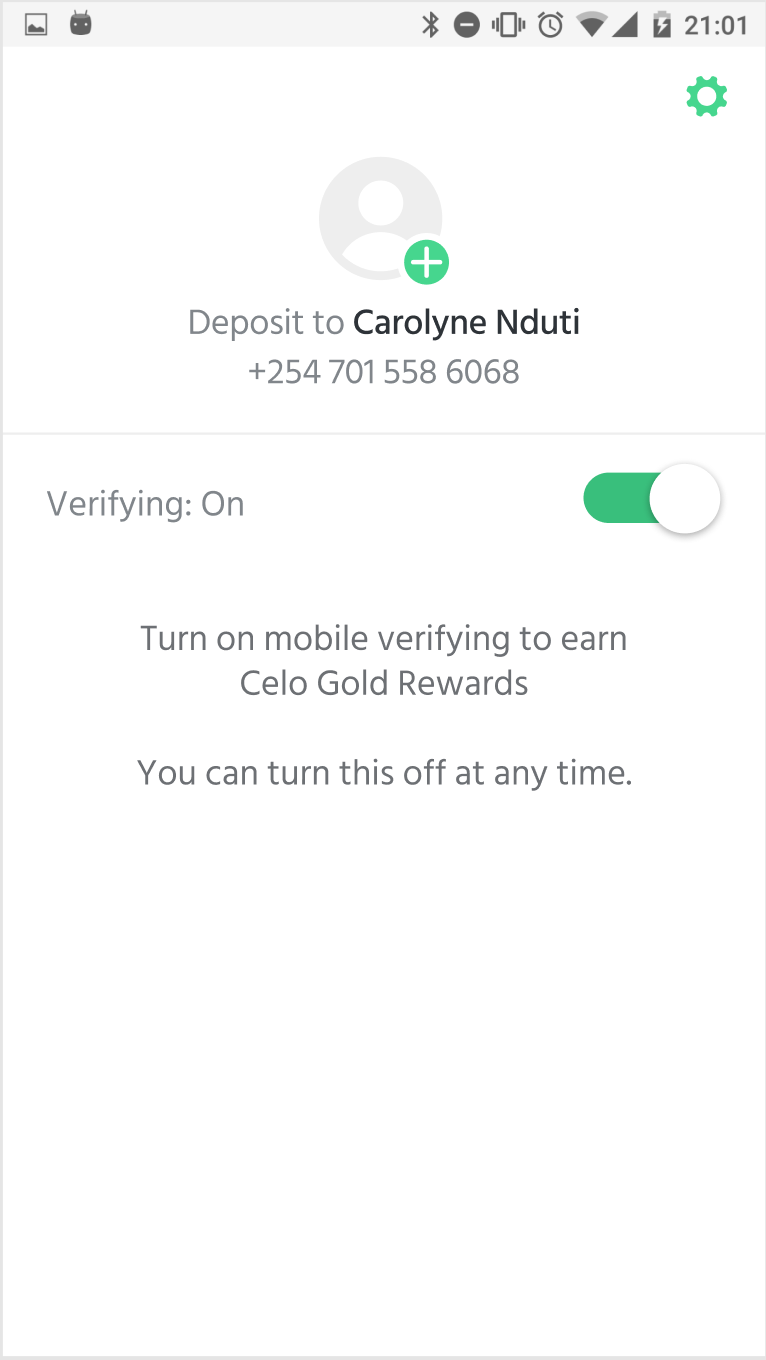 21:01
Deposit to Carolyne Nduti
+254 701 558 6068
Verifying: On
Turn on mobile verifying to earn
Celo Gold Rewards
You can turn this off at any time.